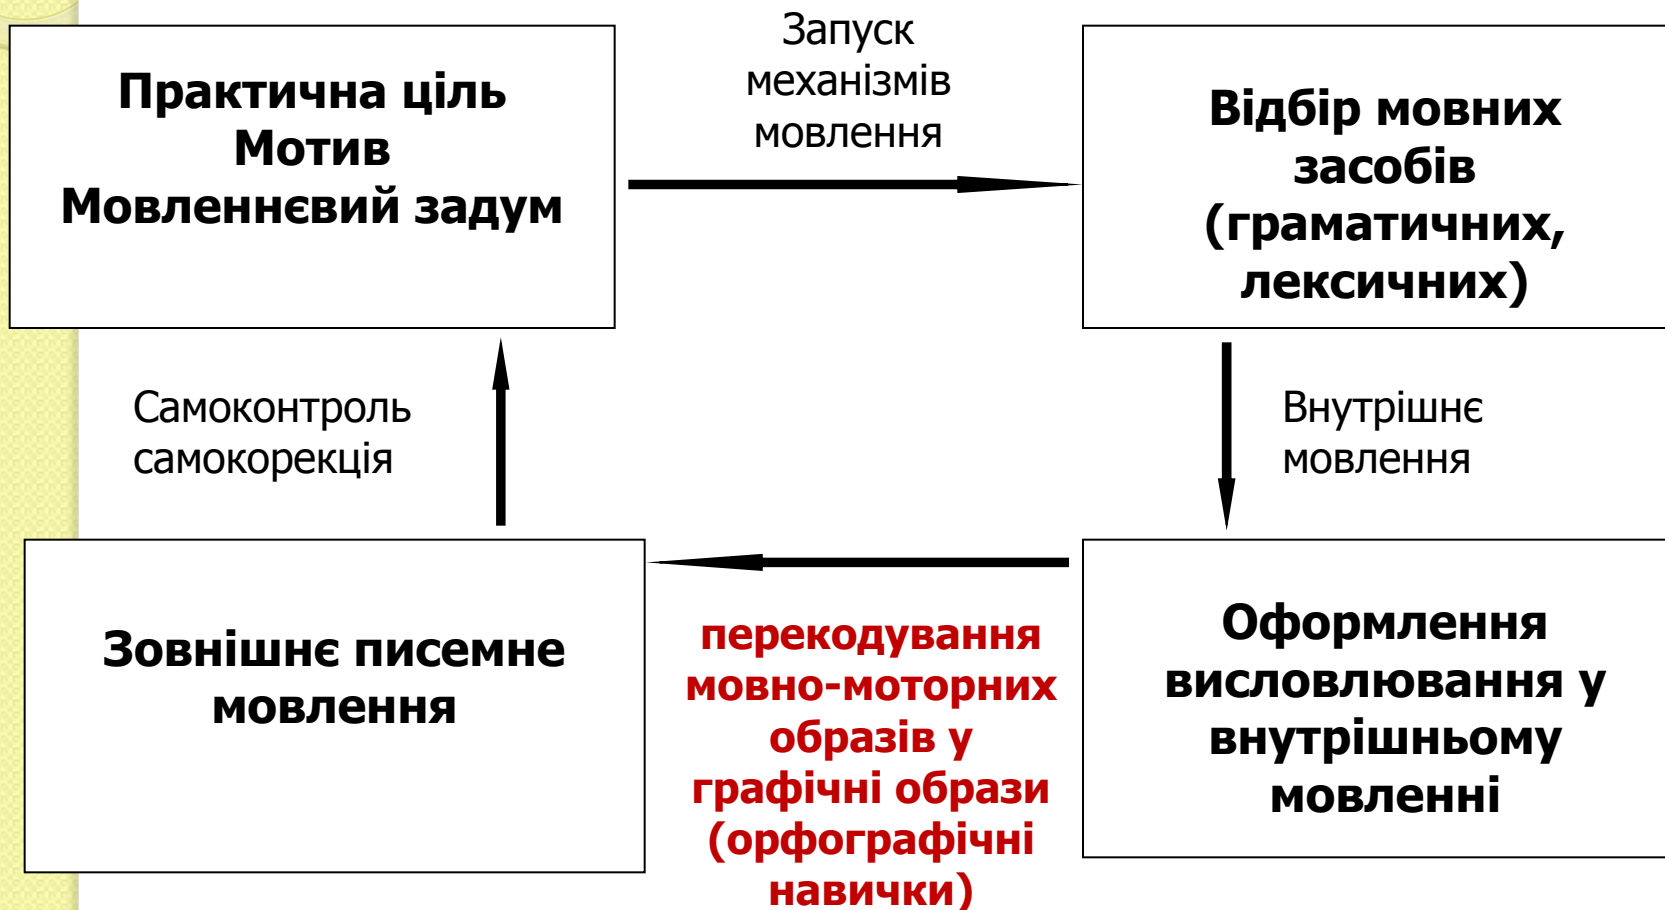 Практична ціль
Мотив
Мовленнєвий задум
Запуск
механізмів
мовлення
Відбір мовних
засобів
(граматичних,
лексичних)
Самоконтроль
самокорекція
Внутрішнє
мовлення
Зовнішнє писемне
мовлення
перекодування
мовно-моторних
образів у
графічні образи
(орфографічні
навички)
Оформлення
висловлювання у
внутрішньому
мовленні